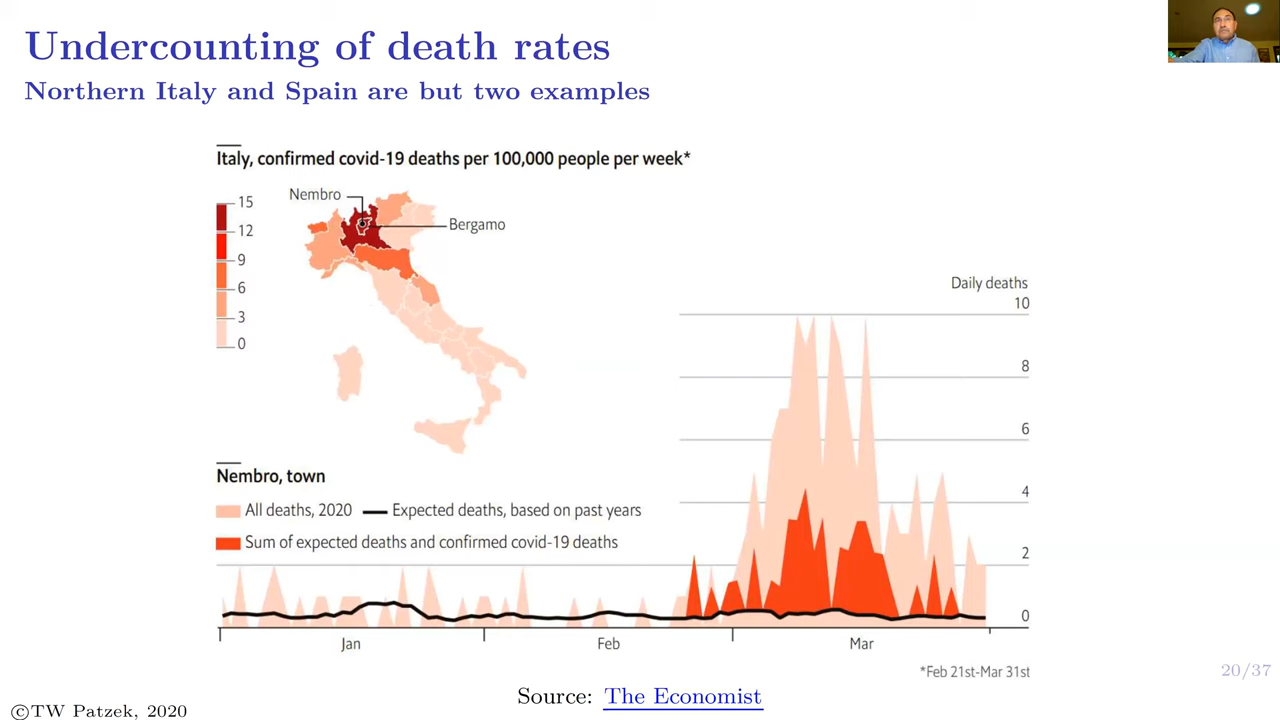 Undercounting of death rates
Northern Italy and Spain are but two examples
Italy, confirmed covid-19 deaths per 100,000 people per week*
Nembro
Bergamo
15
12
9
6
3
0
Daily deaths
10
8
6
4
2
0
Nembro, town
All deaths, 2020 Expected deaths, based on past years
Sum of expected deaths and confirmed covid-19 deaths
Jan Feb Mar
*Feb 21st-Mar 31st
20/37
Source: The Economist
©TW Patzek, 2020